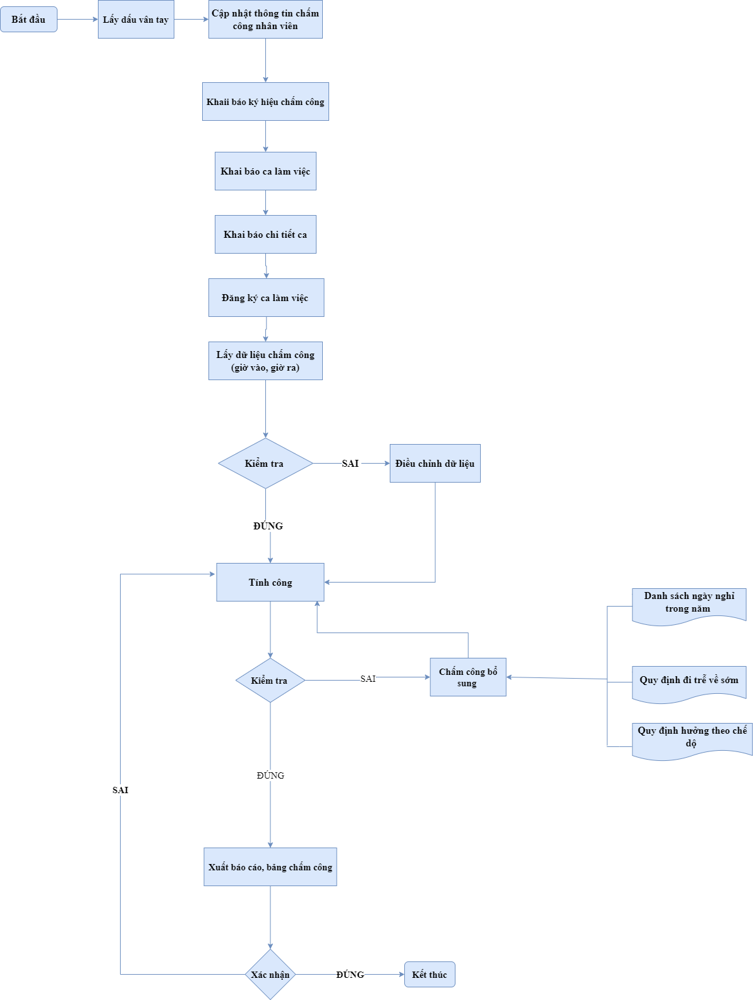 Bắt đầu
Lấy dấu vân tay
Cập nhật thông tin chấm
công nhân viên
Khaii báo ký hiệu chấm công
Khai báo ca làm việc
Khai báo chi tiết ca
Đăng ký ca làm việc
Lấy dữ liệu chấm công
(giờ vào, giờ ra)
Kiểm tra
SAI
Điều chỉnh dữ liệu
ĐÚNG
Tính công
Danh sách ngày nghỉ
trong năm
Kiểm tra
SAI
Chấm công bổ
sung
Quy định đi trễ về sớm
Quy định hưởng theo chế
dộ
ĐÚNG
SAI
Xuất báo cáo, bảng chấm công
Xác nhận
ĐÚNG
Kết thúc